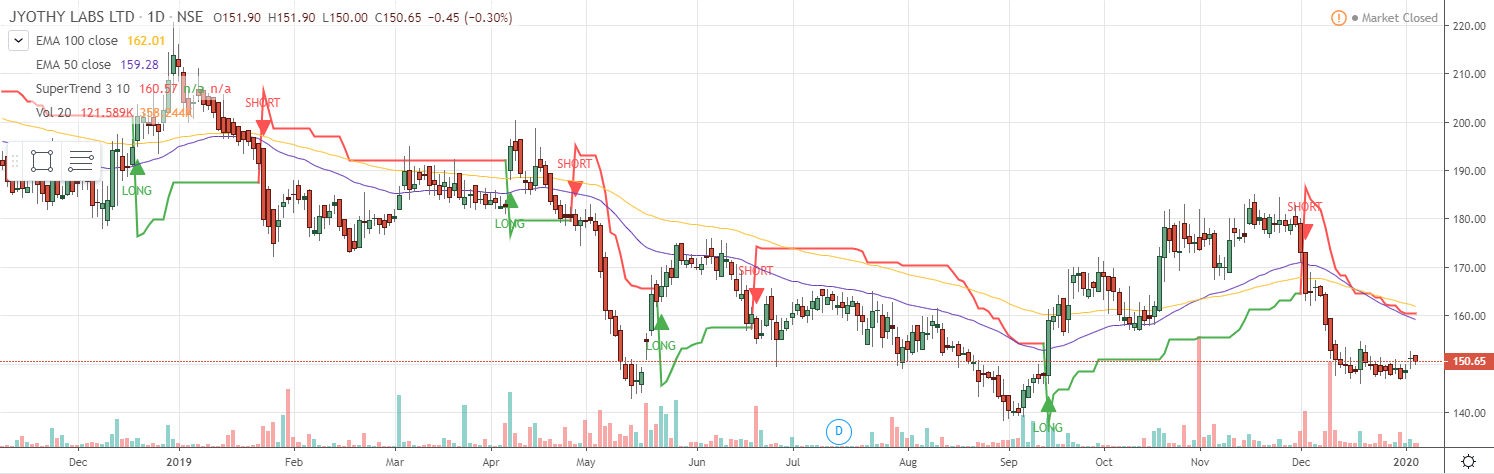 JYOTHY LABS LTD · 1D · NSE O151.90 H151.90 L150.00 C150.65 −0.45 (−0.30%)
! Market Closed
EMA 100 close 162.01
EMA 50 close 159.28
SuperTrend 3 10 160.57 n/a n/a
Vol 20 121.589K 358.244K
SHORT
LONG
LONG
SHORT
LONG
SHORT
LONG
SHORT
D
220.00
210.00
200.00
190.00
180.00
170.00
160.00
150.65
140.00
Dec 2019 Feb Mar Apr May Jun Jul Aug Sep Oct Nov Dec 2020